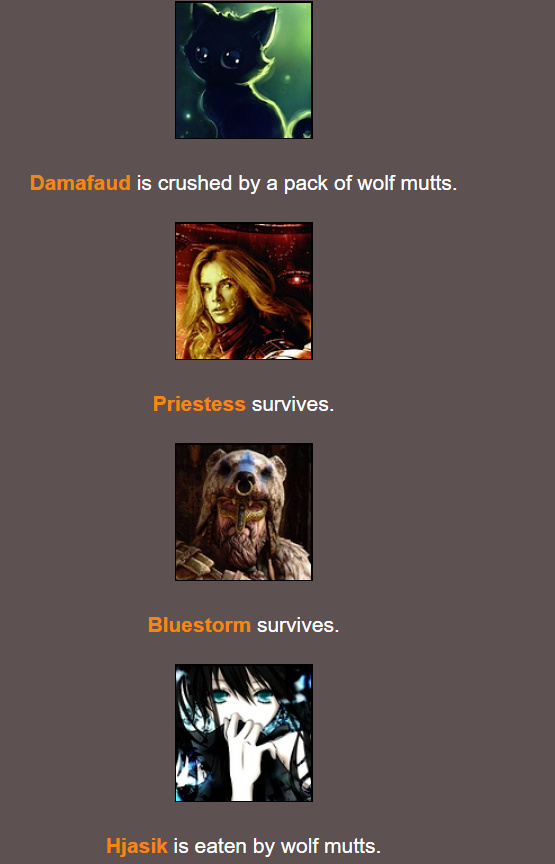 Damafaud is crushed by a pack of wolf mutts.
Priestess survives.
Bluestorm survives.
Hjasik is eaten by wolf mutts.